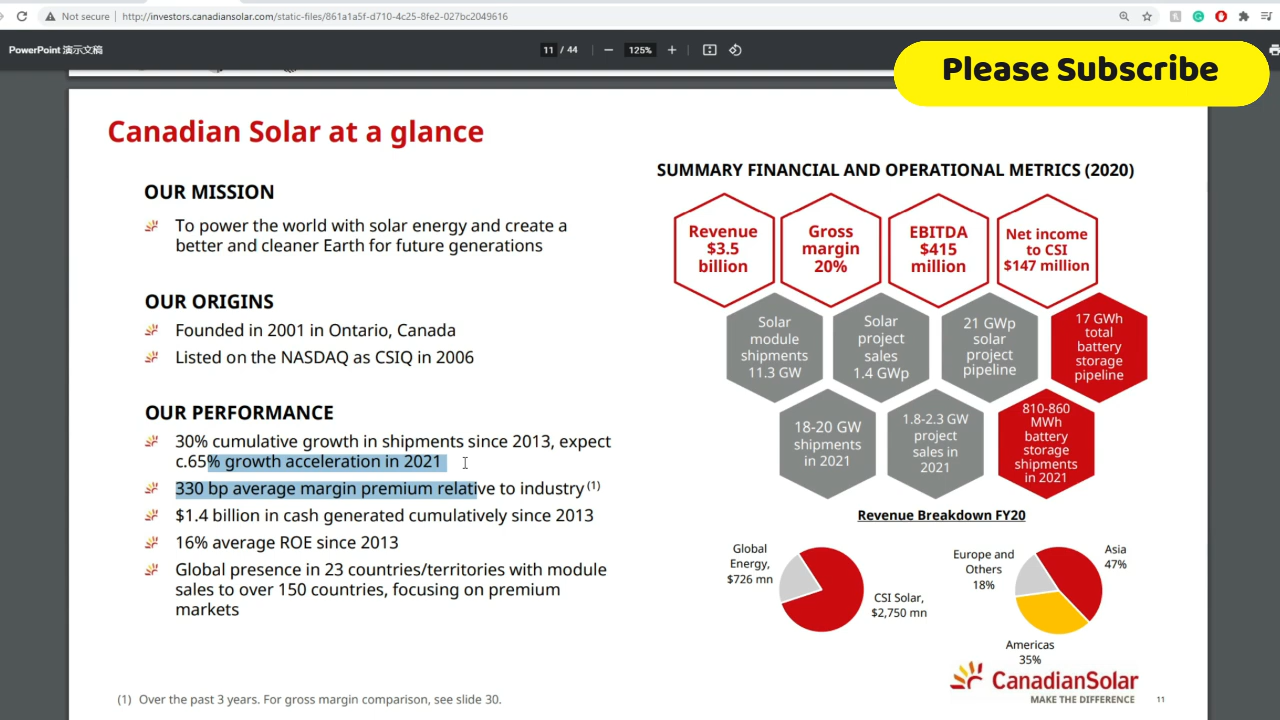 Not secure
http://investors.canadiansolar.com/static-files/861a1a5f-d710-4c25-8fe2-027bc2049616
PowerPoint 演示文稿
11 / 44
125%
Please Subscribe
Canadian Solar at a glance
OUR MISSION
To power the world with solar energy and create a
better and cleaner Earth for future generations
OUR ORIGINS
Founded in 2001 in Ontario, Canada
Listed on the NASDAQ as CSIQ in 2006
OUR PERFORMANCE
30% cumulative growth in shipments since 2013, expect
c.65% growth acceleration in 2021
330 bp average margin premium relative to industry (1)
$1.4 billion in cash generated cumulatively since 2013
16% average ROE since 2013
Global presence in 23 countries/territories with module
sales to over 150 countries, focusing on premium
markets
(1) Over the past 3 years. For gross margin comparison, see slide 30.
SUMMARY FINANCIAL AND OPERATIONAL METRICS (2020)
Revenue
$3.5
billion
Gross
margin
20%
EBITDA
$415
million
Net income
to CSI
$147 million
Solar
module
shipments
11.3 GW
Solar
project
sales
1.4 GWp
21 GWp
solar
project
pipeline
17 GWh
total
battery
storage
pipeline
18-20 GW
shipments
in 2021
1.8-2.3 GW
project
sales in
2021
810-860
MWh
battery
storage
shipments
in 2021
Revenue Breakdown FY20
Global
Energy,
$726 mn
CSI Solar,
$2,750 mn
Europe and
Others
18%
Asia
47%
Americas
35%
CanadianSolar
MAKE THE DIFFERENCE
11